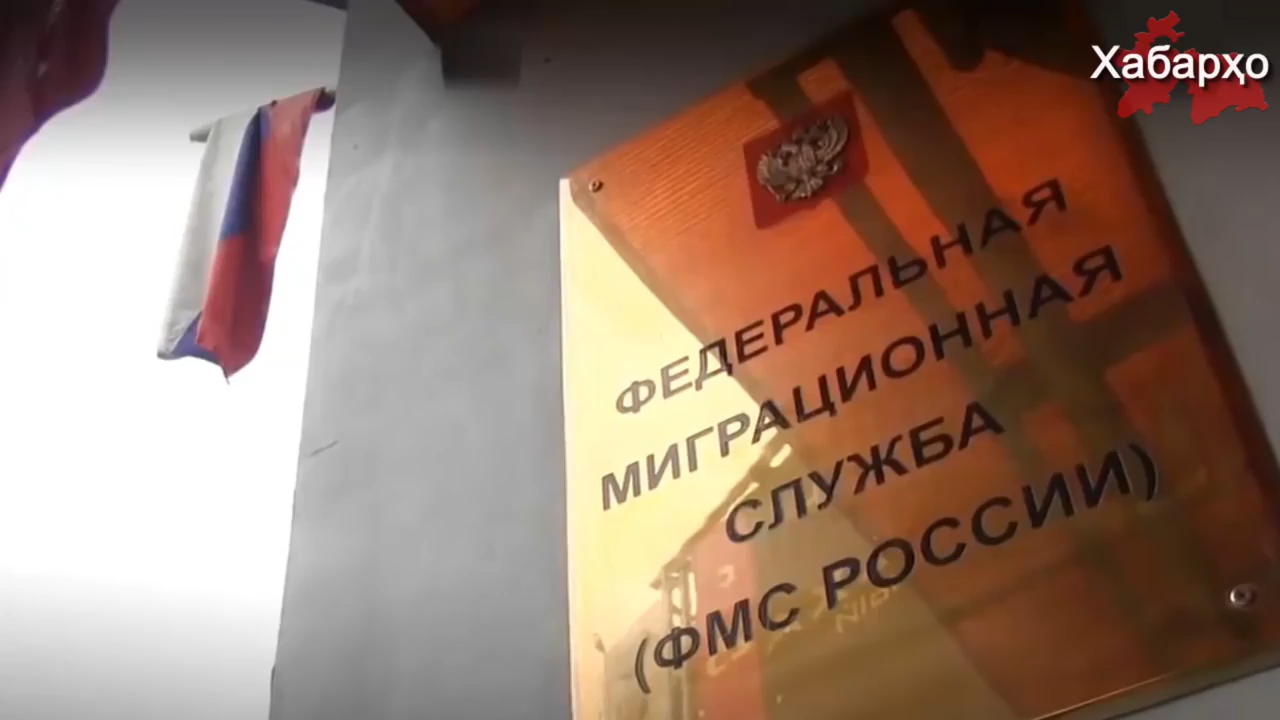 Хабарҳо
ФЕДЕРАЛЬНАЯ
МИГРАЦИОННАЯ
СЛУЖБА
(ФМС РОССИИ)